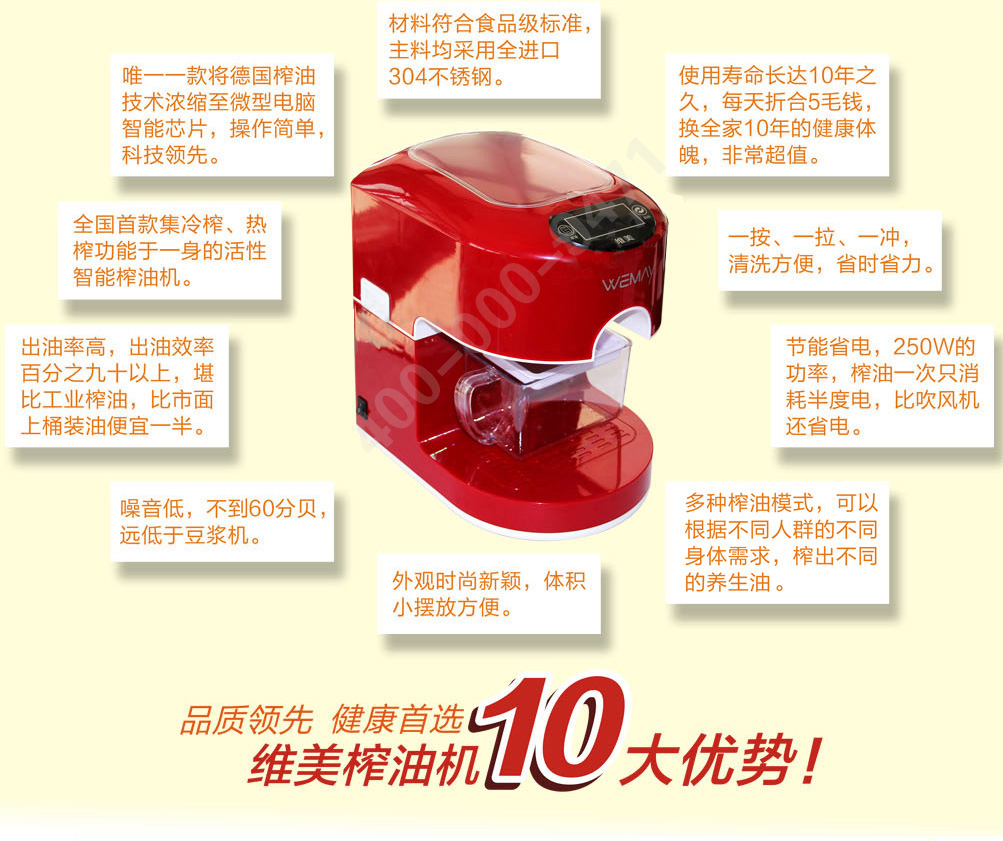 材料符合食品级标准，
主料均采用全进口
304不锈钢。
唯一一款将德国榨油
技术浓缩至微型电脑
智能芯片，操作简单，
科技领先。
使用寿命长达10年之
久，每天折合5毛钱，
换全家10年的健康体
魄，非常超值。
全国首款集冷榨、热
榨功能于一身的活性
智能榨油机。
一按、一拉、一冲，
清洗方便，省时省力。
维美
WEMAY
出油率高，出油效率
百分之九十以上，堪
比工业榨油，比市面
上桶装油便宜一半。
节能省电，250W的
功率，榨油一次只消
耗半度电，比吹风机
还省电。
噪音低，不到60分贝，
远低于豆浆机。
多种榨油模式，可以
根据不同人群的不同
身体需求，榨出不同
的养生油。
外观时尚新颖，体积
小摆放方便。
品质领先 健康首选
维美榨油机10大优势！